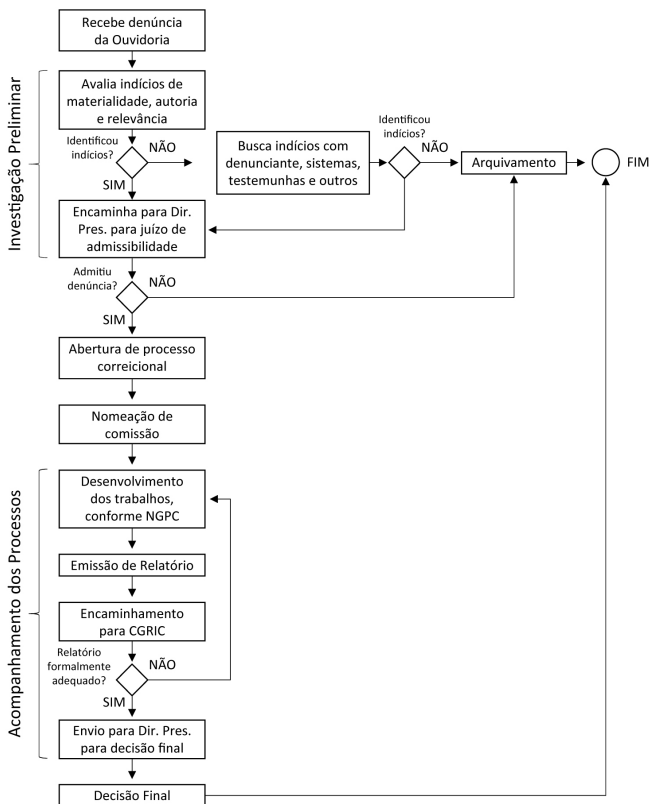 Recebe denúncia
da Ouvidoria
Investigação Preliminar
Avalia indícios de
materialidade, autoria
e relevância
Identificou
indícios?
NÃO
SIM
Busca indícios com
denunciante, sistemas,
testemunhas e outros
Identificou
indícios?
NÃO
Arquivamento
FIM
Encaminha para Dir.
Pres. para juízo de
admissibilidade
Admitiu
denúncia?
NÃO
SIM
Abertura de processo
correicional
Nomeação de
comissão
Acompanhamento dos Processos
Desenvolvimento
dos trabalhos,
conforme NGPC
Emissão de Relatório
Encaminhamento
para CGRIC
Relatório
formalmente
adequado?
NÃO
SIM
Envio para Dir. Pres.
para decisão final
Decisão Final